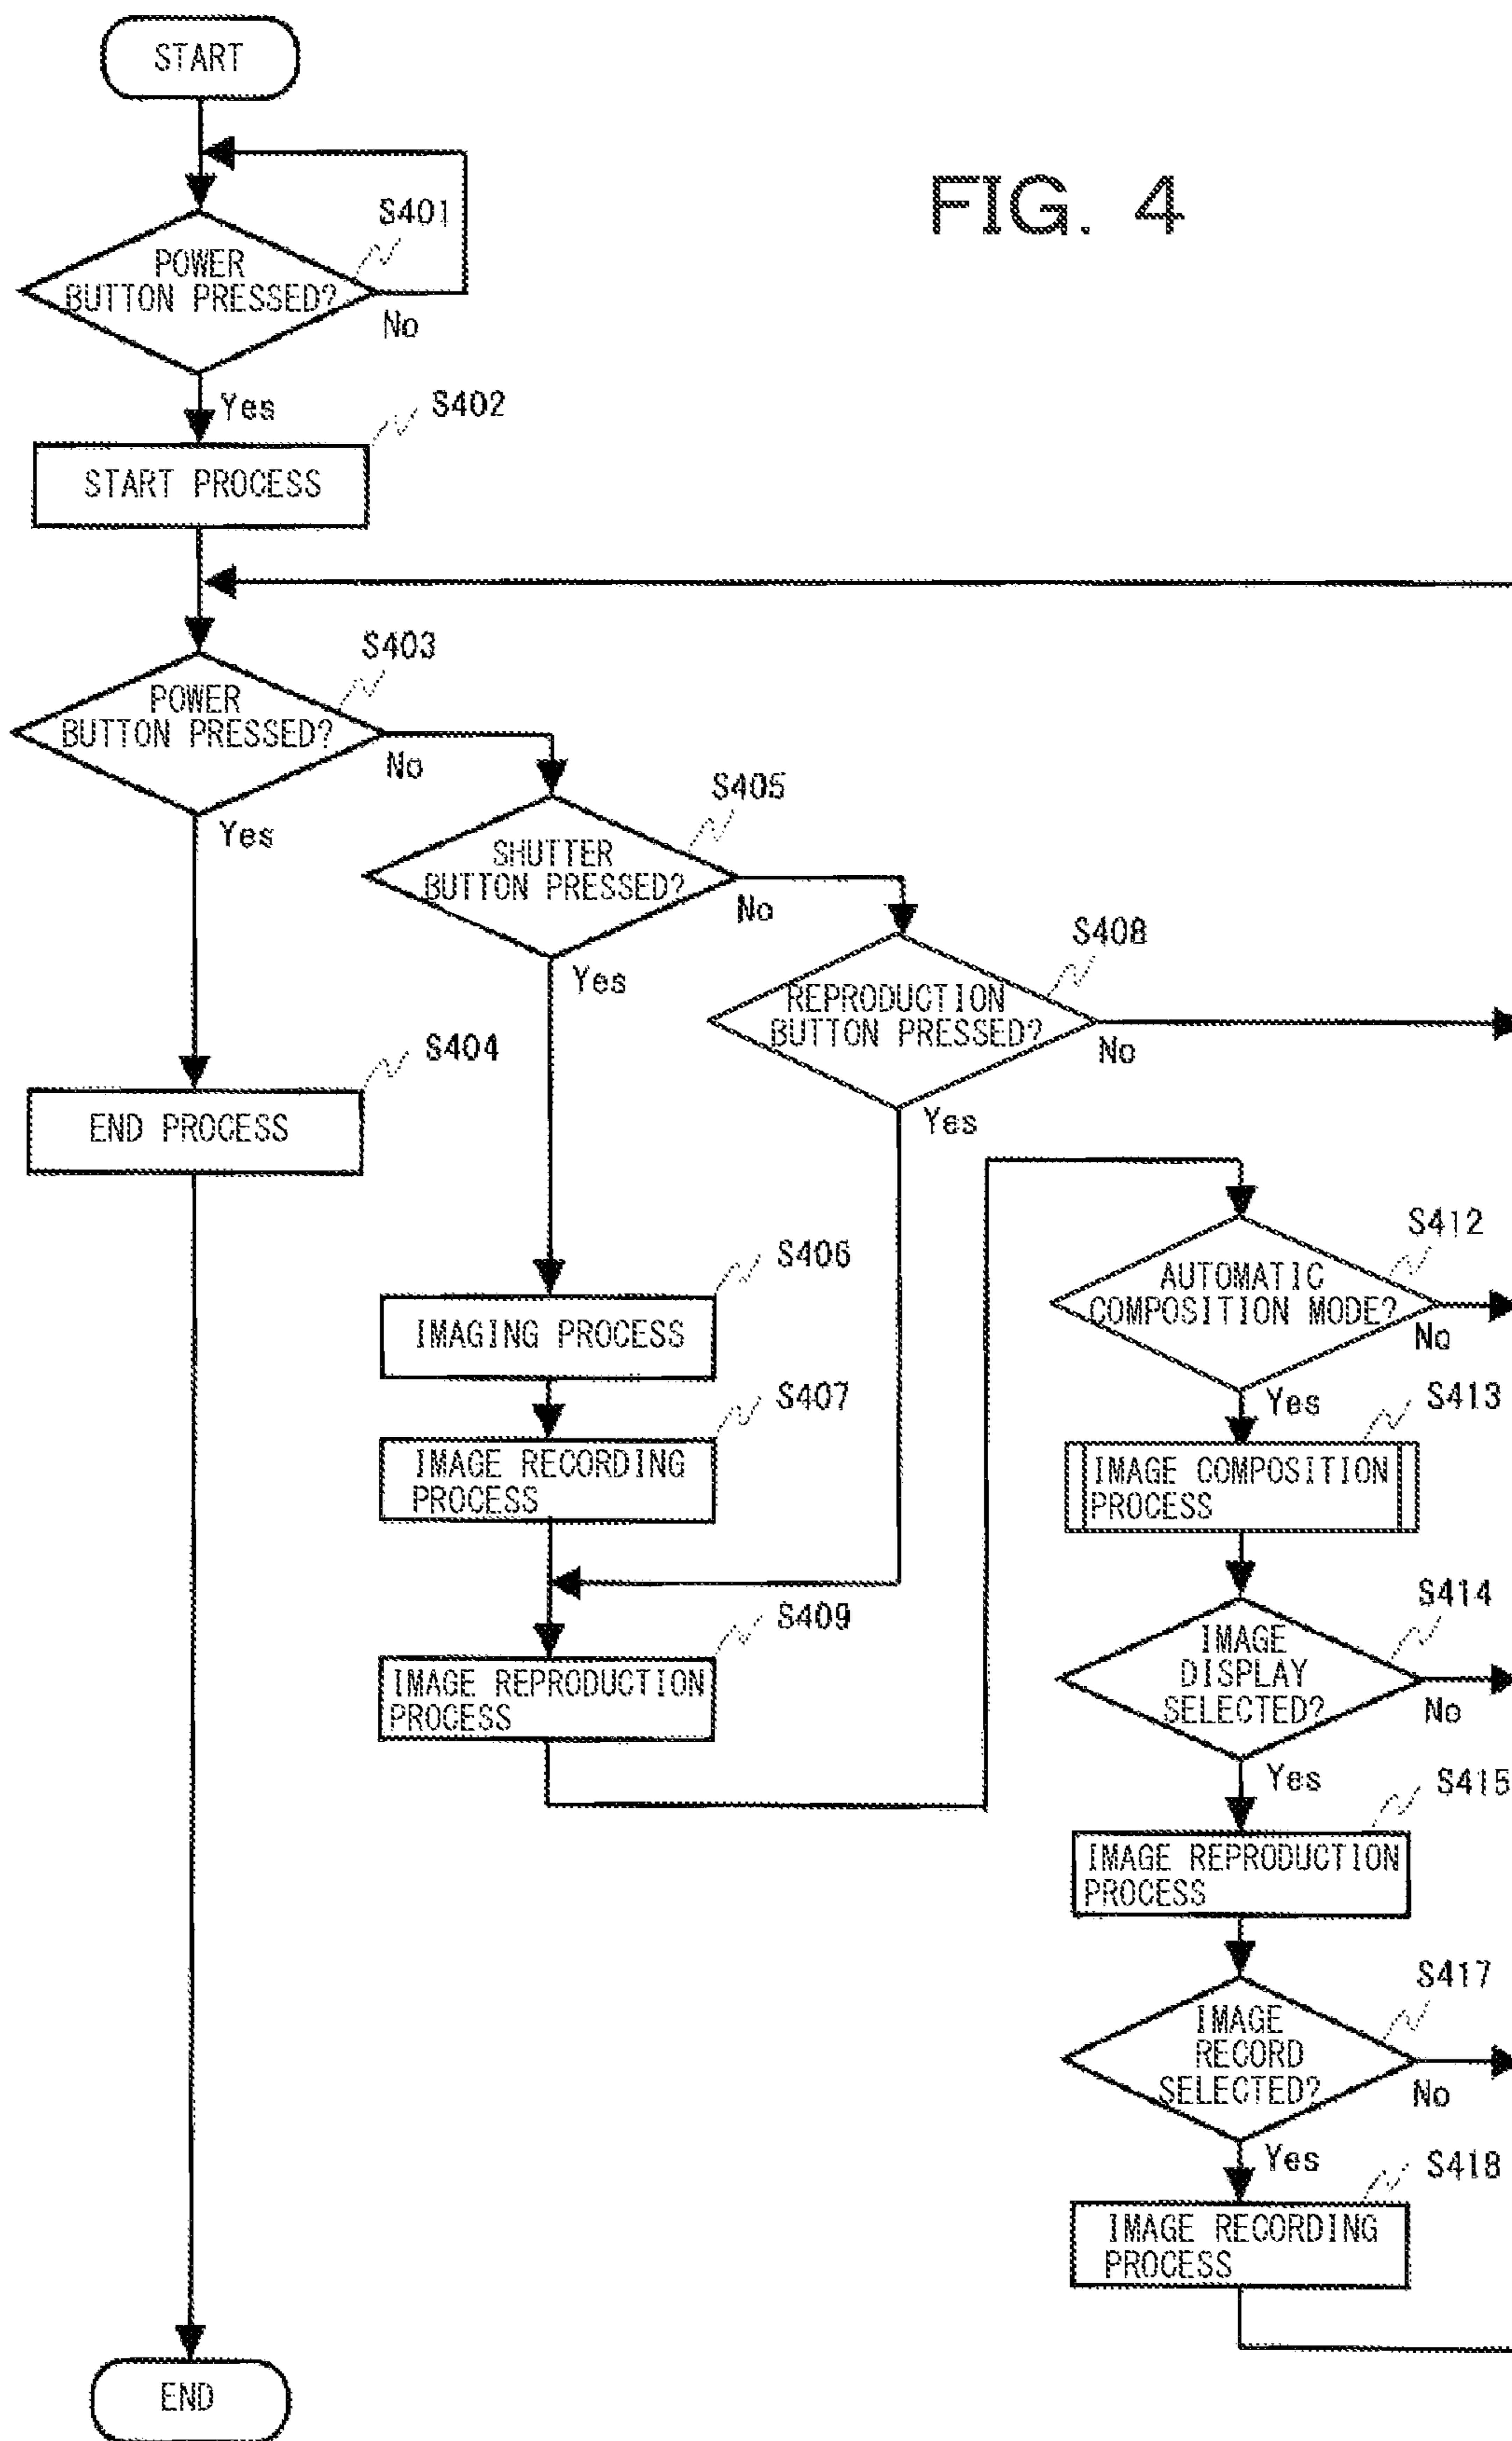 START
FIG. 4
S401
POWER
BUTTON PRESSED?
No
Yes
S402
START PROCESS
S403
POWER
BUTTON PRESSED?
No
Yes
S405
SHUTTER
BUTTON PRESSED?
No
Yes
S408
REPRODUCTION
BUTTON PRESSED?
No
Yes
S404
END PROCESS
S406
IMAGING PROCESS
S407
IMAGE RECORDING
PROCESS
S409
IMAGE REPRODUCTION
PROCESS
S412
AUTOMATIC
COMPOSITION MODE?
No
Yes
S413
IMAGE COMPOSITION
PROCESS
S414
IMAGE
DISPLAY
SELECTED?
No
Yes
S415
IMAGE REPRODUCTION
PROCESS
S417
IMAGE
RECORD
SELECTED?
No
Yes
S418
IMAGE RECORDING
PROCESS
END